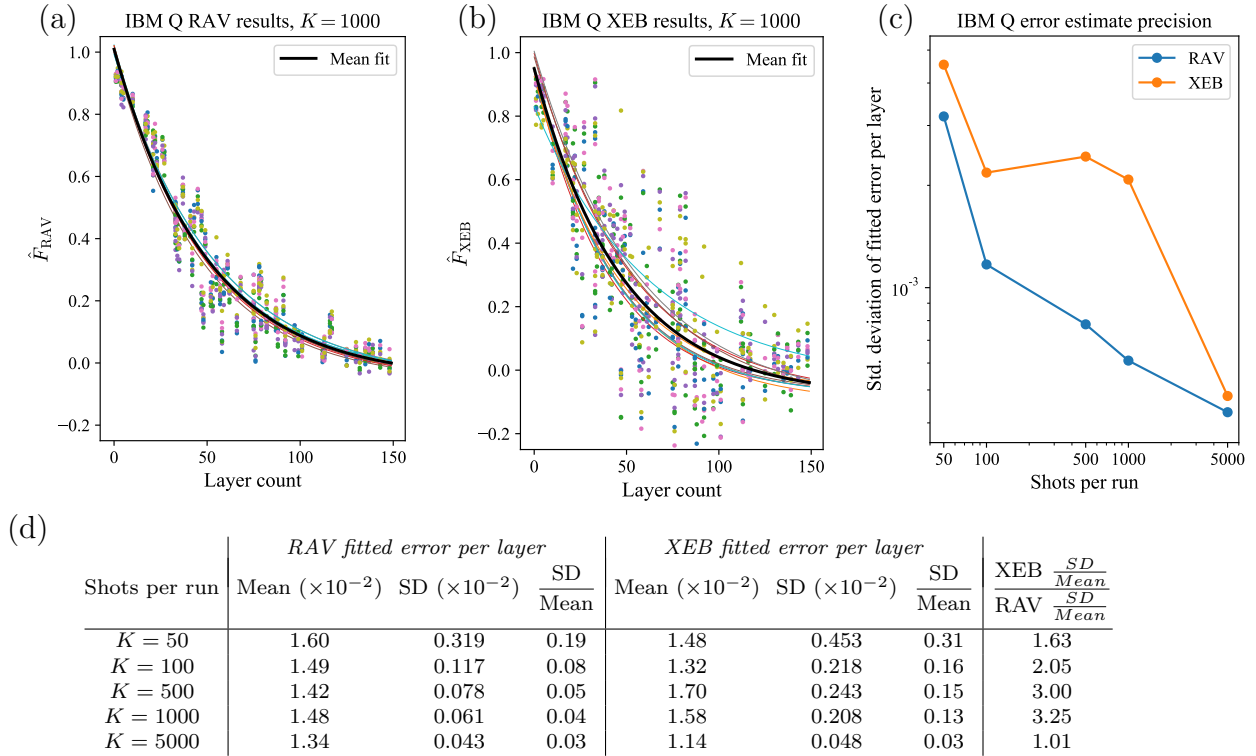 (a)
IBM Q RAV results, K = 1000
Mean fit
1.0
0.8
0.6
0.4
0.2
0.0
−0.2
F̂_RAV
0
50
100
150
Layer count
(b)
IBM Q XEB results, K = 1000
Mean fit
1.0
0.8
0.6
0.4
0.2
0.0
−0.2
F̂_XEB
0
50
100
150
Layer count
(c)
IBM Q error estimate precision
RAV
XEB
Std. deviation of fitted error per layer
10⁻³
50
100
500
1000
5000
Shots per run
(d)
RAV fitted error per layer XEB fitted error per layer
Shots per run Mean (×10⁻²) SD (×10⁻²) SD/Mean Mean (×10⁻²) SD (×10⁻²) SD/Mean XEB SD/Mean / RAV SD/Mean
K = 50 1.60 0.319 0.19 1.48 0.453 0.31 1.63
K = 100 1.49 0.117 0.08 1.32 0.218 0.16 2.05
K = 500 1.42 0.078 0.05 1.70 0.243 0.15 3.00
K = 1000 1.48 0.061 0.04 1.58 0.208 0.13 3.25
K = 5000 1.34 0.043 0.03 1.14 0.048 0.03 1.01